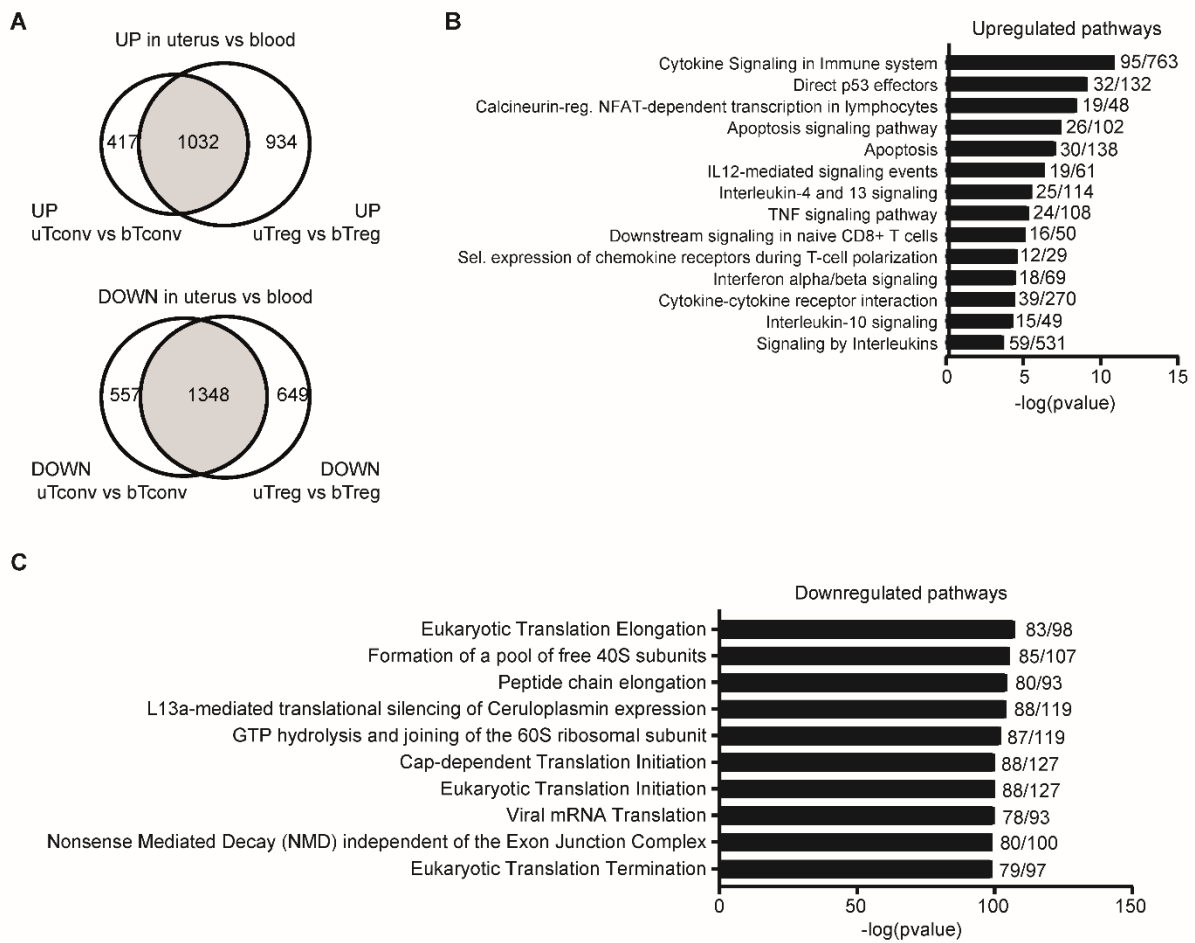 A
UP in uterus vs blood
417 1032 934
UP UP
uTconv vs bTconv uTreg vs bTreg
DOWN in uterus vs blood
557 1348 649
DOWN DOWN
uTconv vs bTconv uTreg vs bTreg
B
Upregulated pathways
Cytokine Signaling in Immune system 95/763
Direct p53 effectors 32/132
Calcineurin-reg. NFAT-dependent transcription in lymphocytes 19/48
Apoptosis signaling pathway 26/102
Apoptosis 30/138
IL12-mediated signaling events 19/61
Interleukin-4 and 13 signaling 25/114
TNF signaling pathway 24/108
Downstream signaling in naive CD8+ T cells 16/50
Sel. expression of chemokine receptors during T-cell polarization 12/29
Interferon alpha/beta signaling 18/69
Cytokine-cytokine receptor interaction 39/270
Interleukin-10 signaling 15/49
Signaling by Interleukins 59/531
0 5 10 15
-log(pvalue)
C
Downregulated pathways
Eukaryotic Translation Elongation 83/98
Formation of a pool of free 40S subunits 85/107
Peptide chain elongation 80/93
L13a-mediated translational silencing of Ceruloplasmin expression 88/119
GTP hydrolysis and joining of the 60S ribosomal subunit 87/119
Cap-dependent Translation Initiation 88/127
Eukaryotic Translation Initiation 88/127
Viral mRNA Translation 78/93
Nonsense Mediated Decay (NMD) independent of the Exon Junction Complex 80/100
Eukaryotic Translation Termination 79/97
0 50 100 150
-log(pvalue)